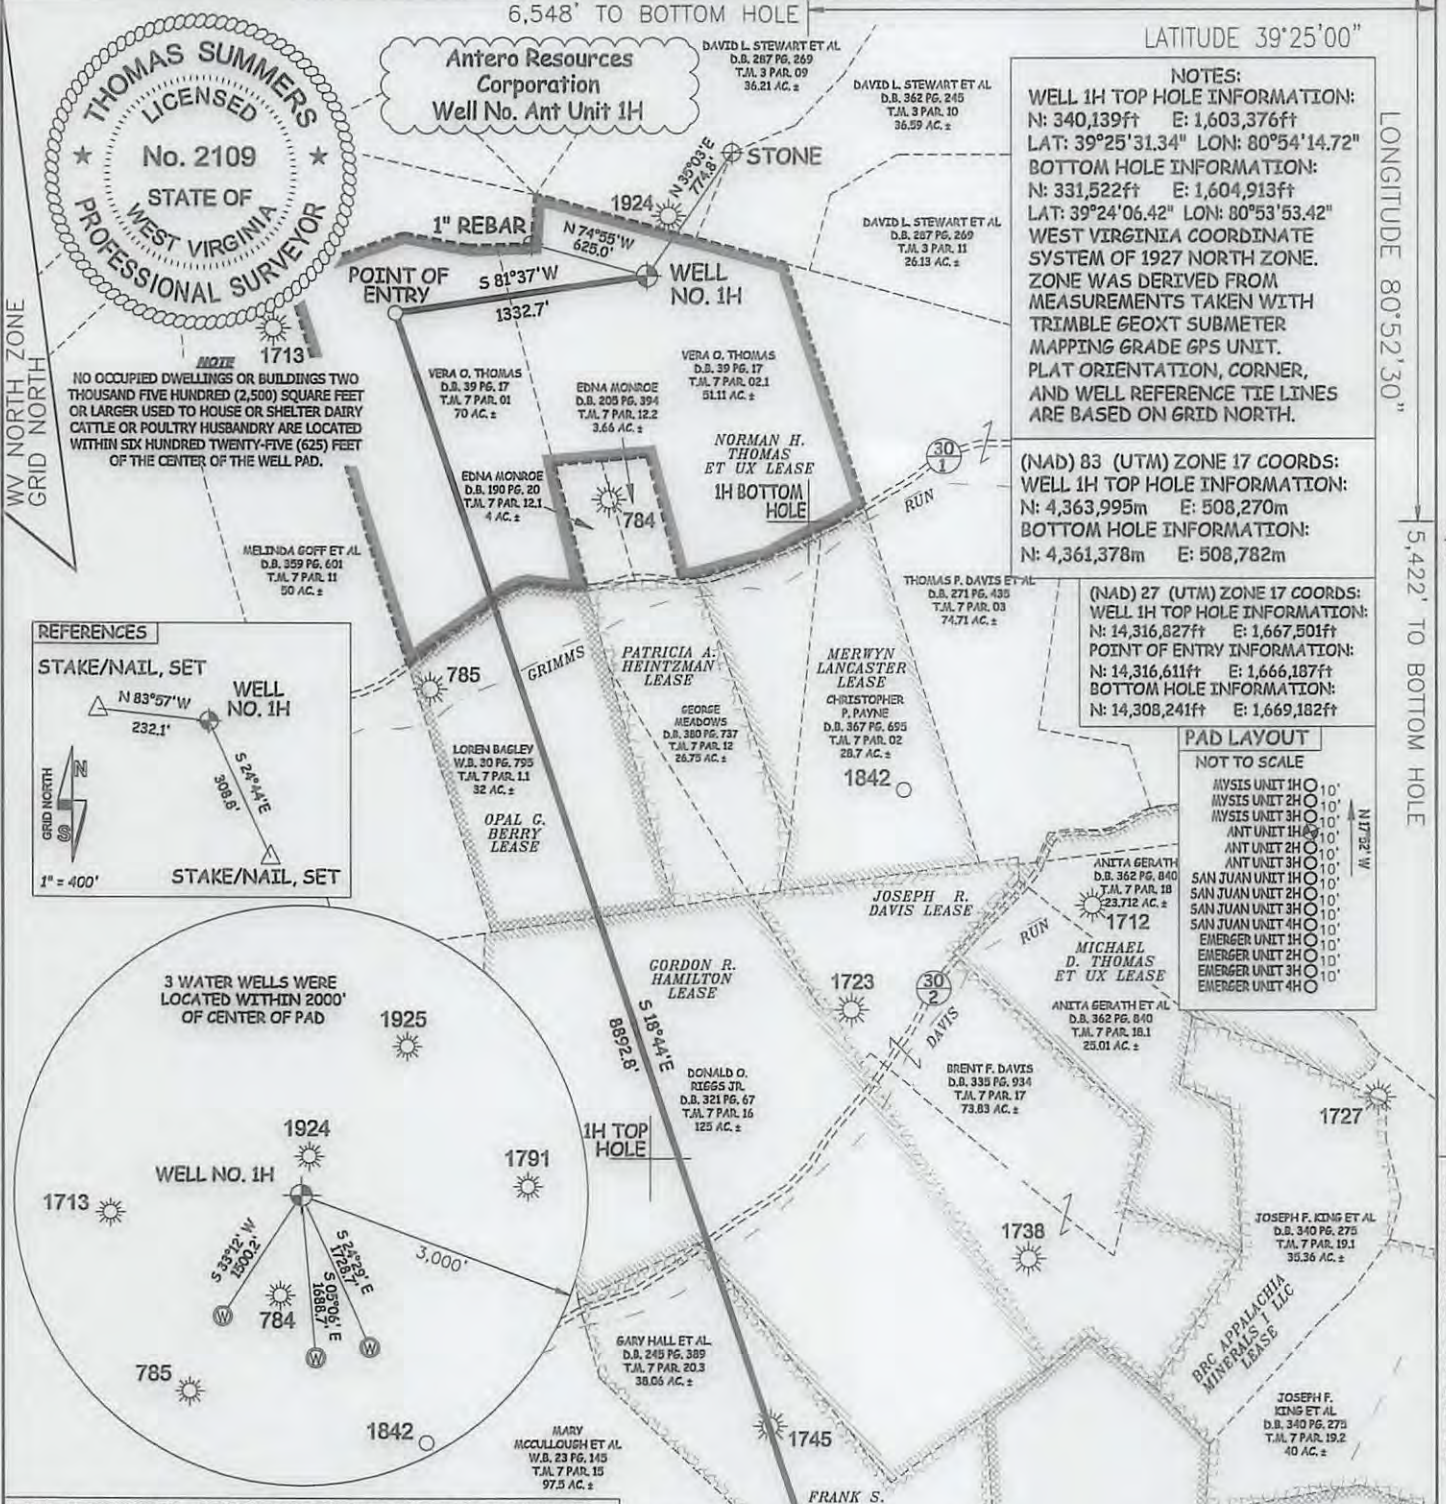 6,548' TO BOTTOM HOLE
LATITUDE 39°25'00"
LONGITUDE 80°52'30"
5,422' TO BOTTOM HOLE
THOMAS SUMMERS
LICENSED
No. 2109
STATE OF
WEST VIRGINIA
PROFESSIONAL SURVEYOR
WV NORTH ZONE
GRID NORTH
Antero Resources
Corporation
Well No. Ant Unit 1H
DAVID L. STEWART ET AL
D.B. 287 PG. 269
T.M. 3 PAR. 09
36.21 AC. ±
DAVID L. STEWART ET AL
D.B. 362 PG. 245
T.M. 3 PAR. 10
36.59 AC. ±
DAVID L. STEWART ET AL
D.B. 287 PG. 269
T.M. 3 PAR. 11
26.13 AC. ±
NOTES:
WELL 1H TOP HOLE INFORMATION:
N: 340,139ft E: 1,603,376ft
LAT: 39°25'31.34" LON: 80°54'14.72"
BOTTOM HOLE INFORMATION:
N: 331,522ft E: 1,604,913ft
LAT: 39°24'06.42" LON: 80°53'53.42"
WEST VIRGINIA COORDINATE
SYSTEM OF 1927 NORTH ZONE.
ZONE WAS DERIVED FROM
MEASUREMENTS TAKEN WITH
TRIMBLE GEOXT SUBMETER
MAPPING GRADE GPS UNIT.
PLAT ORIENTATION, CORNER,
AND WELL REFERENCE TIE LINES
ARE BASED ON GRID NORTH.
(NAD) 83 (UTM) ZONE 17 COORDS:
WELL 1H TOP HOLE INFORMATION:
N: 4,363,995m E: 508,270m
BOTTOM HOLE INFORMATION:
N: 4,361,378m E: 508,782m
(NAD) 27 (UTM) ZONE 17 COORDS:
WELL 1H TOP HOLE INFORMATION:
N: 14,316,827ft E: 1,667,501ft
POINT OF ENTRY INFORMATION:
N: 14,316,611ft E: 1,666,187ft
BOTTOM HOLE INFORMATION:
N: 14,308,241ft E: 1,669,182ft
PAD LAYOUT
NOT TO SCALE
MYSIS UNIT 1H 10'
MYSIS UNIT 2H 10'
MYSIS UNIT 3H 10'
ANT UNIT 1H 10'
ANT UNIT 2H 10'
ANT UNIT 3H 10'
SAN JUAN UNIT 1H 10'
SAN JUAN UNIT 2H 10'
SAN JUAN UNIT 3H 10'
SAN JUAN UNIT 4H 10'
EMERGER UNIT 1H 10'
EMERGER UNIT 2H 10'
EMERGER UNIT 3H 10'
EMERGER UNIT 4H
N 17°52' W
STONE
N 35°03'E
774.8'
1924
1" REBAR
N 74°55'W
625.0'
WELL
NO. 1H
POINT OF
ENTRY
S 81°37'W
1332.7'
1713
NOTE
NO OCCUPIED DWELLINGS OR BUILDINGS TWO
THOUSAND FIVE HUNDRED (2,500) SQUARE FEET
OR LARGER USED TO HOUSE OR SHELTER DAIRY
CATTLE OR POULTRY HUSBANDRY ARE LOCATED
WITHIN SIX HUNDRED TWENTY-FIVE (625) FEET
OF THE CENTER OF THE WELL PAD.
VERA O. THOMAS
D.B. 39 PG. 17
T.M. 7 PAR. 01
70 AC. ±
EDNA MONROE
D.B. 205 PG. 394
T.M. 7 PAR. 12.2
3.66 AC. ±
VERA O. THOMAS
D.B. 39 PG. 17
T.M. 7 PAR. 02.1
51.11 AC. ±
NORMAN H.
THOMAS
ET UX LEASE
1H BOTTOM
HOLE
30
1
RUN
EDNA MONROE
D.B. 190 PG. 20
T.M. 7 PAR. 12.1
4 AC. ±
784
MELINDA GOFF ET AL
D.B. 359 PG. 601
T.M. 7 PAR. 11
50 AC. ±
THOMAS P. DAVIS ET AL
D.B. 271 PG. 435
T.M. 7 PAR. 03
74.71 AC. ±
REFERENCES
STAKE/NAIL, SET
N 83°57'W
232.1'
WELL
NO. 1H
S 24°44'E
308.8'
GRID NORTH
N
S
1" = 400'
STAKE/NAIL, SET
785
GRIMMS
PATRICIA A.
HEINTZMAN
LEASE
GEORGE
MEADOWS
D.B. 380 PG. 737
T.M. 7 PAR. 12
26.75 AC. ±
MERWYN
LANCASTER
LEASE
CHRISTOPHER
P. PAYNE
D.B. 367 PG. 695
T.M. 7 PAR. 02
28.7 AC. ±
1842
LOREN BAGLEY
W.B. 30 PG. 795
T.M. 7 PAR. 1.1
32 AC. ±
OPAL G.
BERRY
LEASE
JOSEPH R.
DAVIS LEASE
ANITA GERATH
D.B. 362 PG. 840
T.M. 7 PAR. 18
23.712 AC. ±
1712
RUN
MICHAEL
D. THOMAS
ET UX LEASE
ANITA GERATH ET AL
D.B. 362 PG. 840
T.M. 7 PAR. 18.1
25.01 AC. ±
GORDON R.
HAMILTON
LEASE
1723
30
2
DAVIS
S 18°44'E
8892.8'
DONALD O.
RIGGS JR.
D.B. 321 PG. 67
T.M. 7 PAR. 16
125 AC. ±
BRENT F. DAVIS
D.B. 335 PG. 934
T.M. 7 PAR. 17
73.83 AC. ±
1727
1H TOP
HOLE
1738
JOSEPH F. KING ET AL
D.B. 340 PG. 275
T.M. 7 PAR. 19.1
35.36 AC. ±
BRC APPALACHIA
MINERALS I LLC
LEASE
JOSEPH F.
KING ET AL
D.B. 340 PG. 275
T.M. 7 PAR. 19.2
40 AC. ±
3 WATER WELLS WERE
LOCATED WITHIN 2000'
OF CENTER OF PAD
1925
1924
WELL NO. 1H
1791
1713
S 33°12' W
1500.2'
S 24°29' E
1728.7'
S 05°06' E
1688.7'
3,000'
784
W
W
W
785
1842
GARY HALL ET AL
D.B. 245 PG. 389
T.M. 7 PAR. 20.3
38.06 AC. ±
MARY
MCCULLOUGH ET AL
W.B. 23 PG. 145
T.M. 7 PAR. 15
97.5 AC. ±
1745
FRANK S.